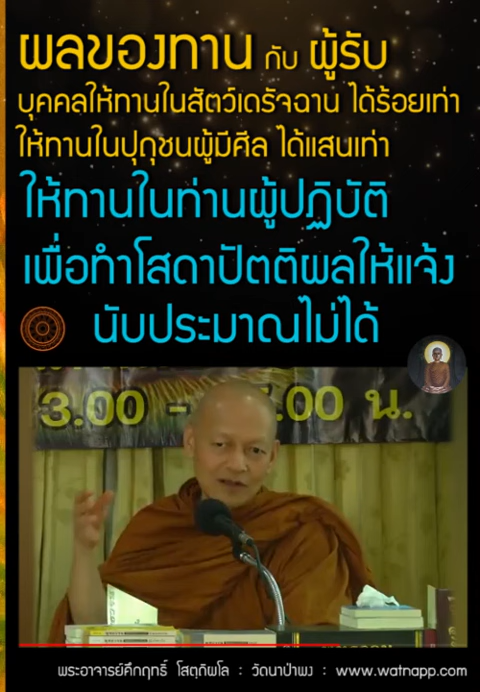 ผลของทาน กับ ผู้รับ
บุคคลให้ทานในสัตว์เดรัจฉาน ได้ร้อยเท่า
ให้ทานในปุถุชนผู้มีศีล ได้แสนเท่า
ให้ทานในท่านผู้ปฏิบัติ
เพื่อทำโสดาปัตติผลให้แจ้ง
นับประมาณไม่ได้
3.00 - .00 น.
พระอาจารย์คึกฤทธิ์ โสตฺถิผโล : วัดนาป่าพง : www.watnapp.com